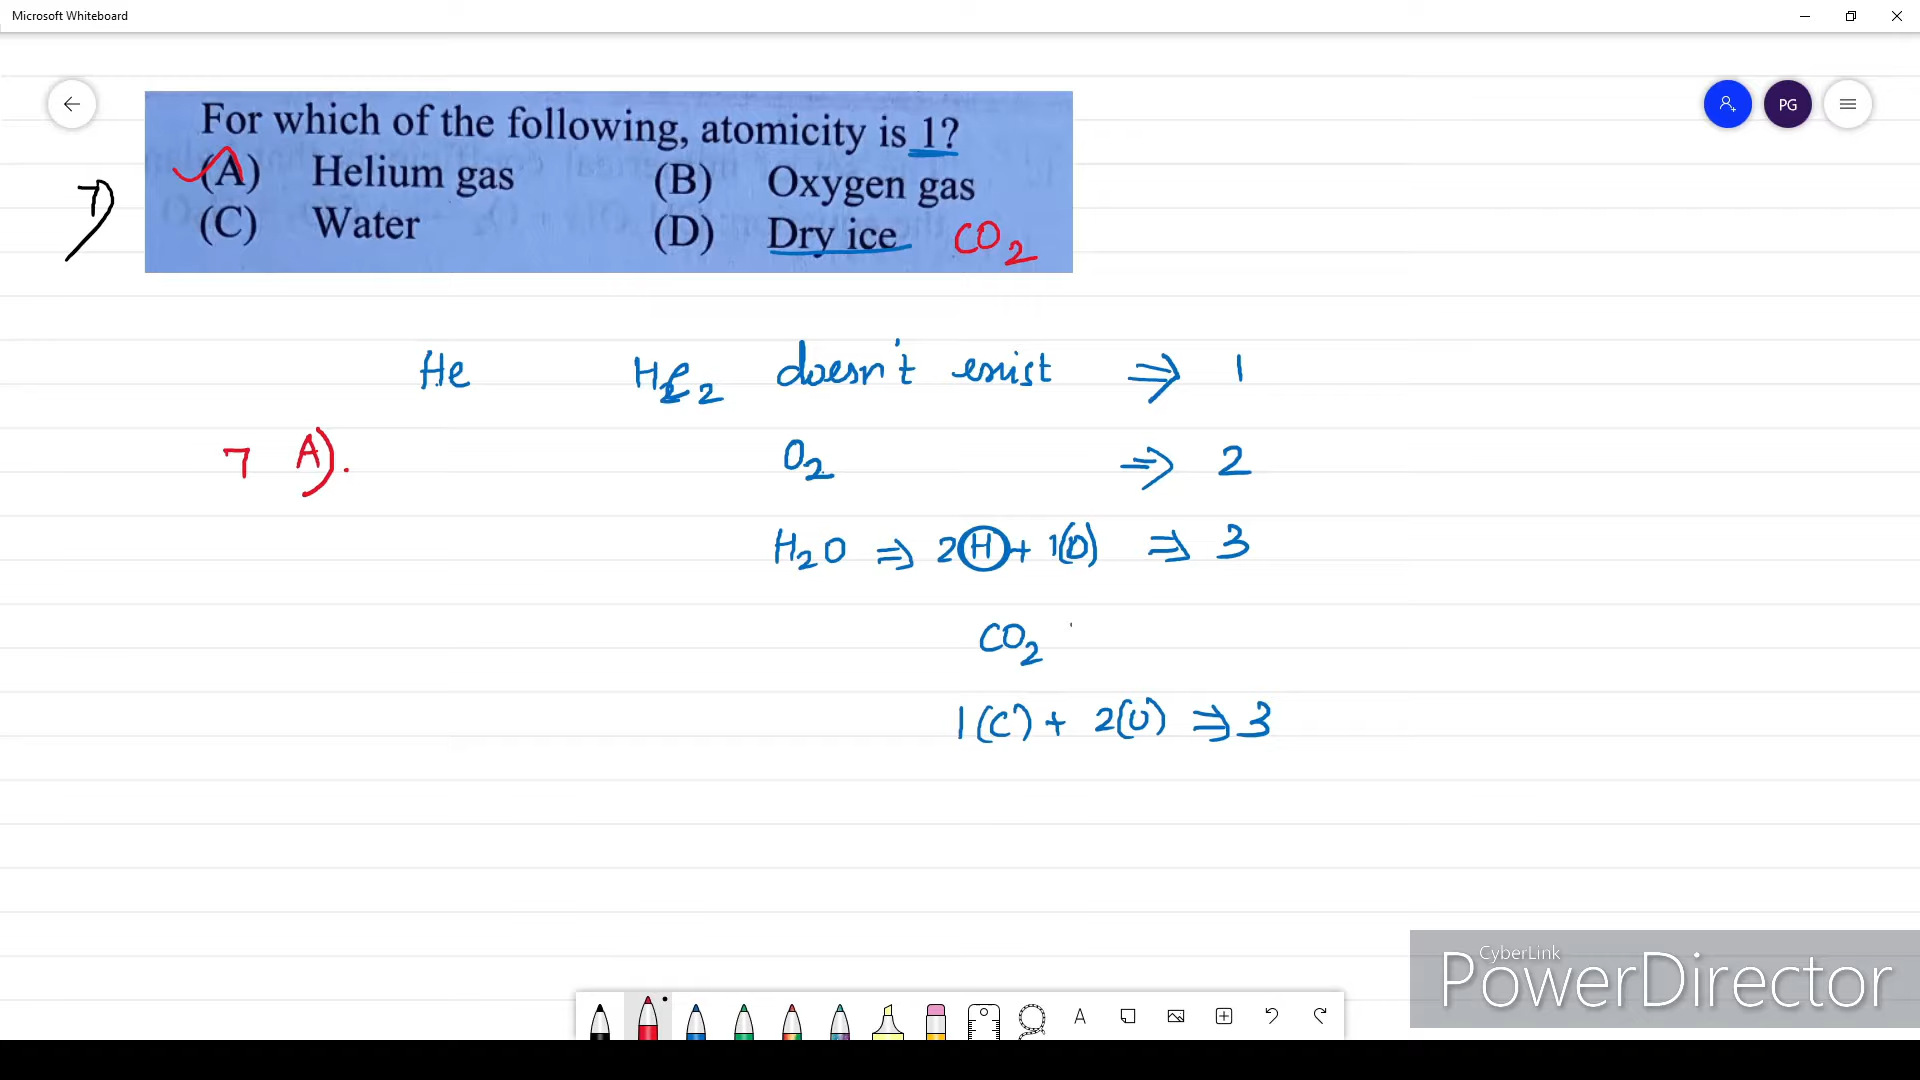 Microsoft Whiteboard
PG
For which of the following, atomicity is 1?
(A) Helium gas (B) Oxygen gas
(C) Water (D) Dry ice CO2
7)
He He2 doesn't exist ⇒ 1
7 A). O2 ⇒ 2
H2O ⇒ 2(H) + 1(O) ⇒ 3
CO2
1(C) + 2(O) ⇒ 3
CyberLink
PowerDirector